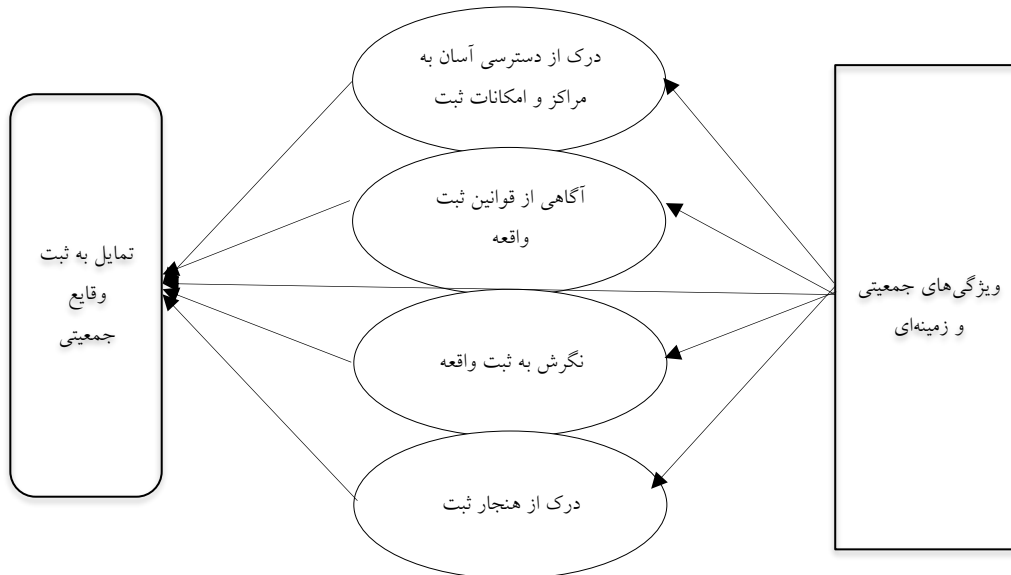 ویژگی‌های جمعیتی
و زمینه‌ای
درک از دسترسی آسان به
مراکز و امکانات ثبت
آگاهی از قوانین ثبت
واقعه
نگرش به ثبت واقعه
درک از هنجار ثبت
تمایل به ثبت
وقایع
جمعیتی